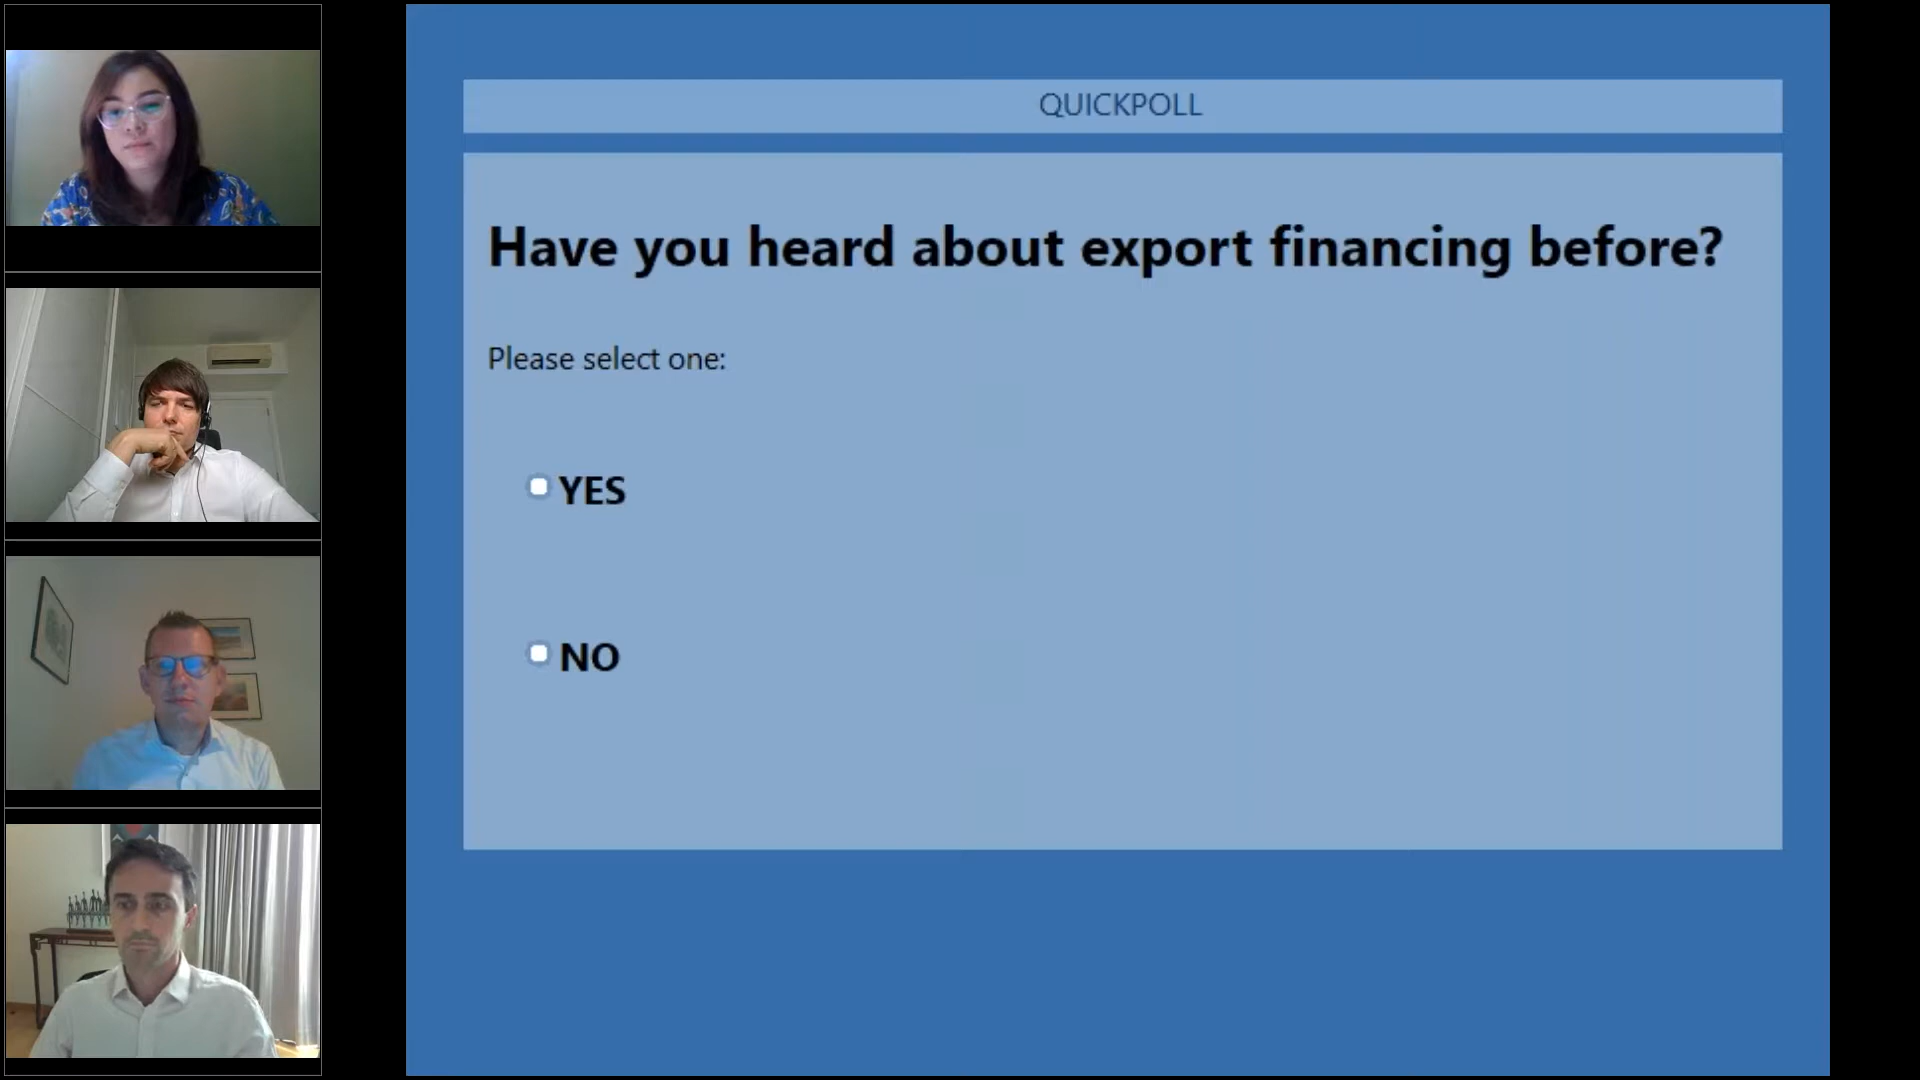 QUICKPOLL
Have you heard about export financing before?
Please select one:
YES
NO